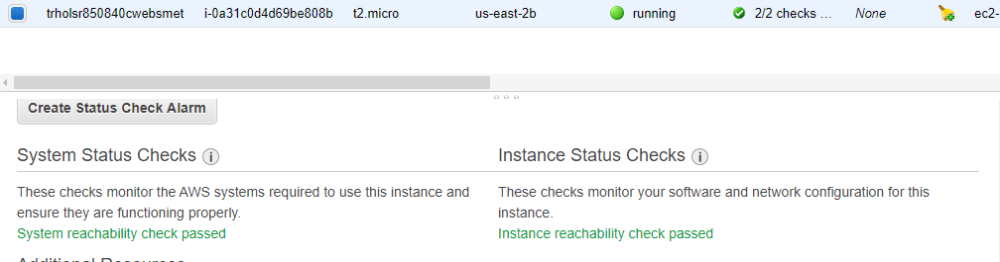 trholsr850840cwebsmet i-0a31c0d4d69be808b t2.micro us-east-2b running 2/2 checks ... None ec2-
Create Status Check Alarm
System Status Checks i
Instance Status Checks i
These checks monitor the AWS systems required to use this instance and
ensure they are functioning properly.
System reachability check passed
These checks monitor your software and network configuration for this
instance.
Instance reachability check passed
Additional Resources